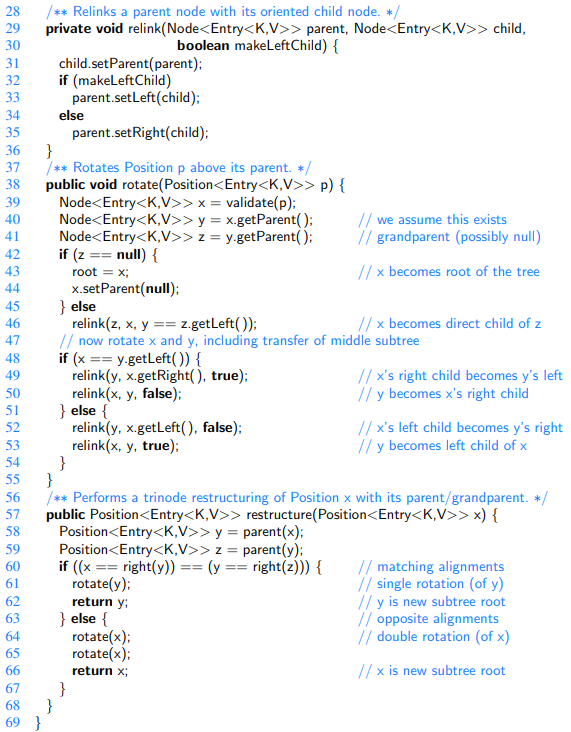 28 /** Relinks a parent node with its oriented child node. */
29 private void relink(Node<Entry<K,V>> parent, Node<Entry<K,V>> child,
30 boolean makeLeftChild) {
31 child.setParent(parent);
32 if (makeLeftChild)
33 parent.setLeft(child);
34 else
35 parent.setRight(child);
36 }
37 /** Rotates Position p above its parent. */
38 public void rotate(Position<Entry<K,V>> p) {
39 Node<Entry<K,V>> x = validate(p);
40 Node<Entry<K,V>> y = x.getParent(); // we assume this exists
41 Node<Entry<K,V>> z = y.getParent(); // grandparent (possibly null)
42 if (z == null) {
43 root = x; // x becomes root of the tree
44 x.setParent(null);
45 } else
46 relink(z, x, y == z.getLeft()); // x becomes direct child of z
47 // now rotate x and y, including transfer of middle subtree
48 if (x == y.getLeft()) {
49 relink(y, x.getRight(), true); // x's right child becomes y's left
50 relink(x, y, false); // y becomes x's right child
51 } else {
52 relink(y, x.getLeft(), false); // x's left child becomes y's right
53 relink(x, y, true); // y becomes left child of x
54 }
55 }
56 /** Performs a trinode restructuring of Position x with its parent/grandparent. */
57 public Position<Entry<K,V>> restructure(Position<Entry<K,V>> x) {
58 Position<Entry<K,V>> y = parent(x);
59 Position<Entry<K,V>> z = parent(y);
60 if ((x == right(y)) == (y == right(z))) { // matching alignments
61 rotate(y); // single rotation (of y)
62 return y; // y is new subtree root
63 } else { // opposite alignments
64 rotate(x); // double rotation (of x)
65 rotate(x);
66 return x; // x is new subtree root
67 }
68 }
69 }